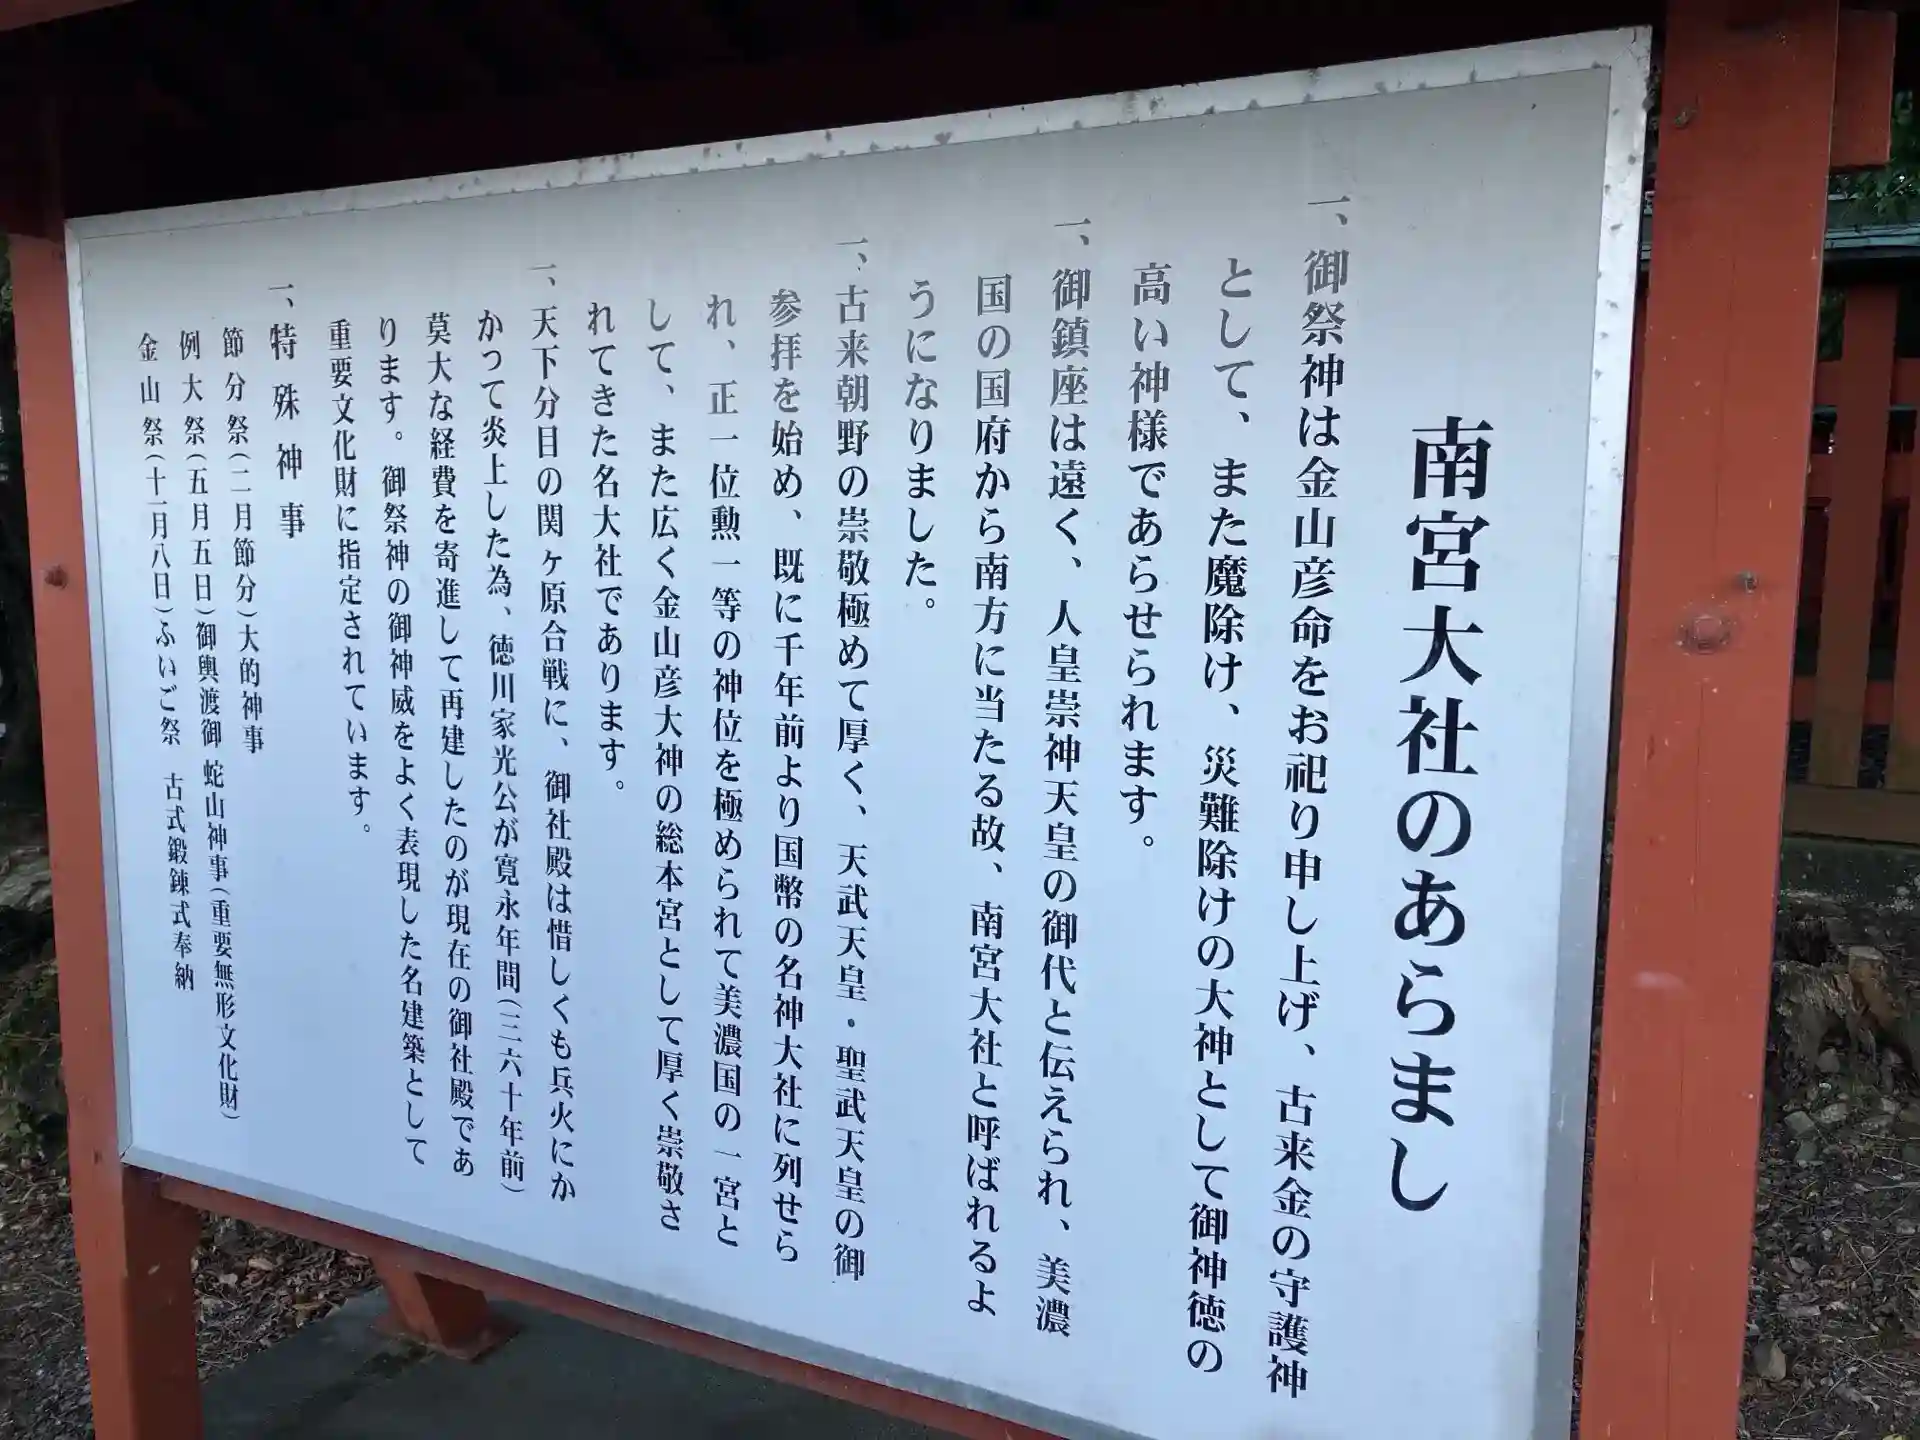 南宮大社のあらまし
一、御祭神は金山彦命をお祀り申し上げ、古来金の守護神
として、また魔除け、災難除けの大神として御神徳の
高い神様であらせられます。
一、御鎮座は遠く、人皇崇神天皇の御代と伝えられ、美濃
国の国府から南方に当たる故、南宮大社と呼ばれるよ
うになりました。
一、古来朝野の崇敬極めて厚く、天武天皇・聖武天皇の御
参拝を始め、既に千年前より国幣の名神大社に列せら
れ、正一位勲一等の神位を極められて美濃国の一宮と
して、また広く金山彦大神の総本宮として厚く崇敬さ
れてきた名大社であります。
一、天下分目の関ヶ原合戦に、御社殿は惜しくも兵火にか
かって炎上した為、徳川家光公が寛永年間(三六十年前)
莫大な経費を寄進して再建したのが現在の御社殿であ
ります。御祭神の御神威をよく表現した名建築として
重要文化財に指定されています。
一、特殊神事
節分祭(二月節分)大的神事
例大祭(五月五日)御輿渡御 蛇山神事(重要無形文化財)
金山祭(十一月八日)ふいご祭 古式鍛錬式奉納